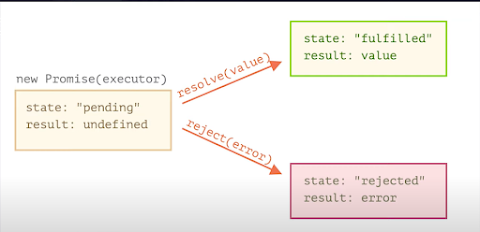 new Promise(executor)
state: "pending"
result: undefined
resolve(value)
reject(error)
state: "fulfilled"
result: value
state: "rejected"
result: error